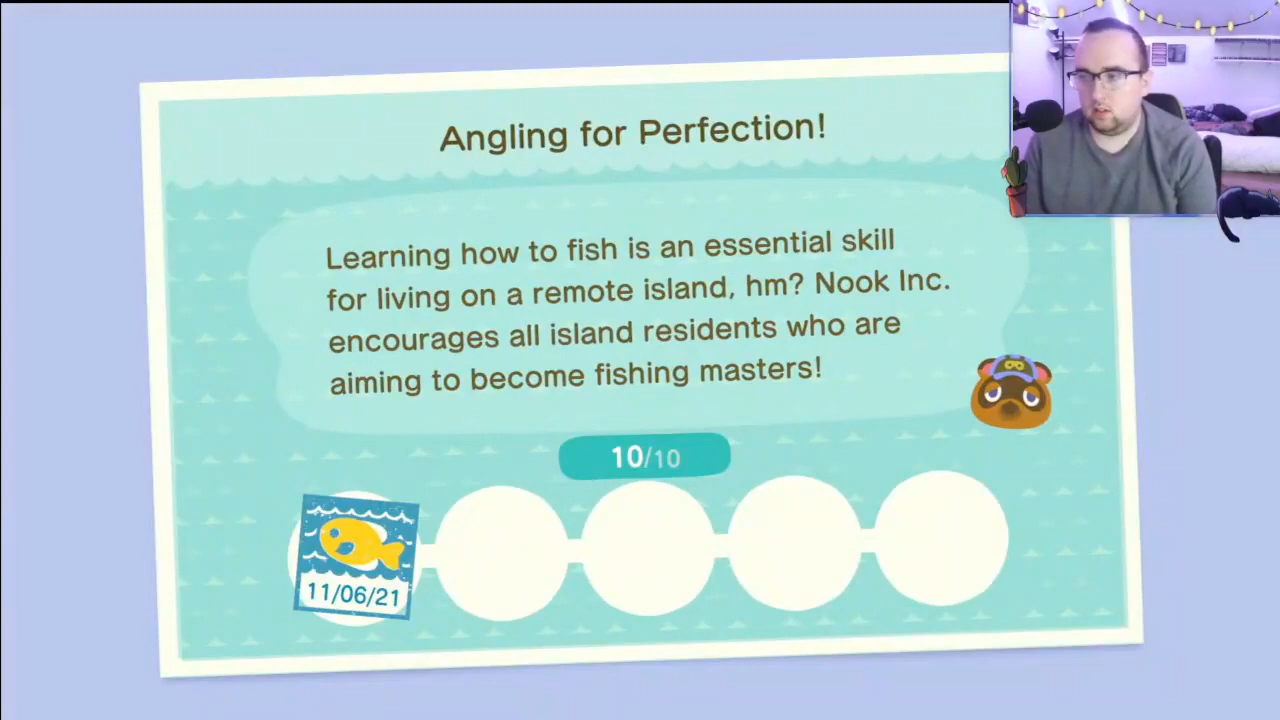 Angling for Perfection!
Learning how to fish is an essential skill
for living on a remote island, hm? Nook Inc.
encourages all island residents who are
aiming to become fishing masters!
10/10
11/06/21